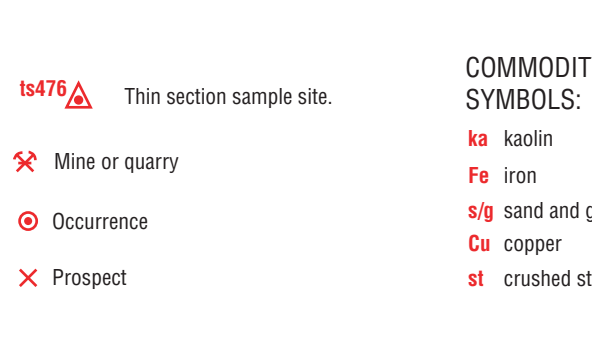 ts476 Thin section sample site.
Mine or quarry
Occurrence
Prospect
COMMODIT
SYMBOLS:
ka kaolin
Fe iron
s/g sand and g
Cu copper
st crushed st